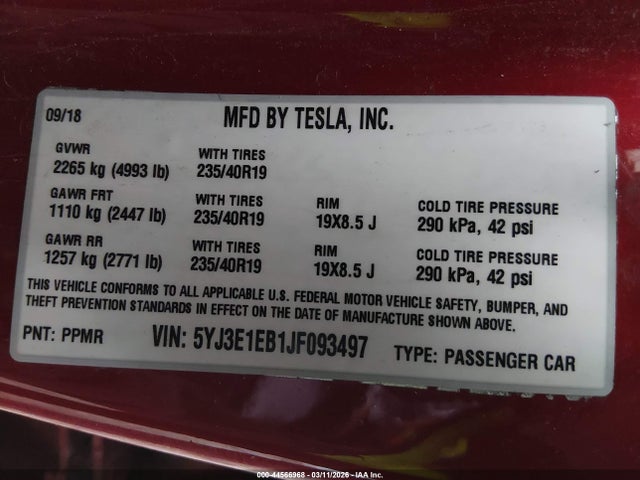 09/18
MFD BY TESLA, INC.
GVWR
2265 kg (4993 lb)
WITH TIRES
235/40R19
GAWR FRT
1110 kg (2447 lb)
WITH TIRES
235/40R19
RIM
19X8.5 J
COLD TIRE PRESSURE
290 kPa, 42 psi
GAWR RR
1257 kg (2771 lb)
WITH TIRES
235/40R19
RIM
19X8.5 J
COLD TIRE PRESSURE
290 kPa, 42 psi
THIS VEHICLE CONFORMS TO ALL APPLICABLE U.S. FEDERAL MOTOR VEHICLE SAFETY, BUMPER, AND
THEFT PREVENTION STANDARDS IN EFFECT ON THE DATE OF MANUFACTURE SHOWN ABOVE.
PNT: PPMR
VIN: 5YJ3E1EB1JF093497
TYPE: PASSENGER CAR
000-44566968 - 03/11/2026 - IAA Inc.